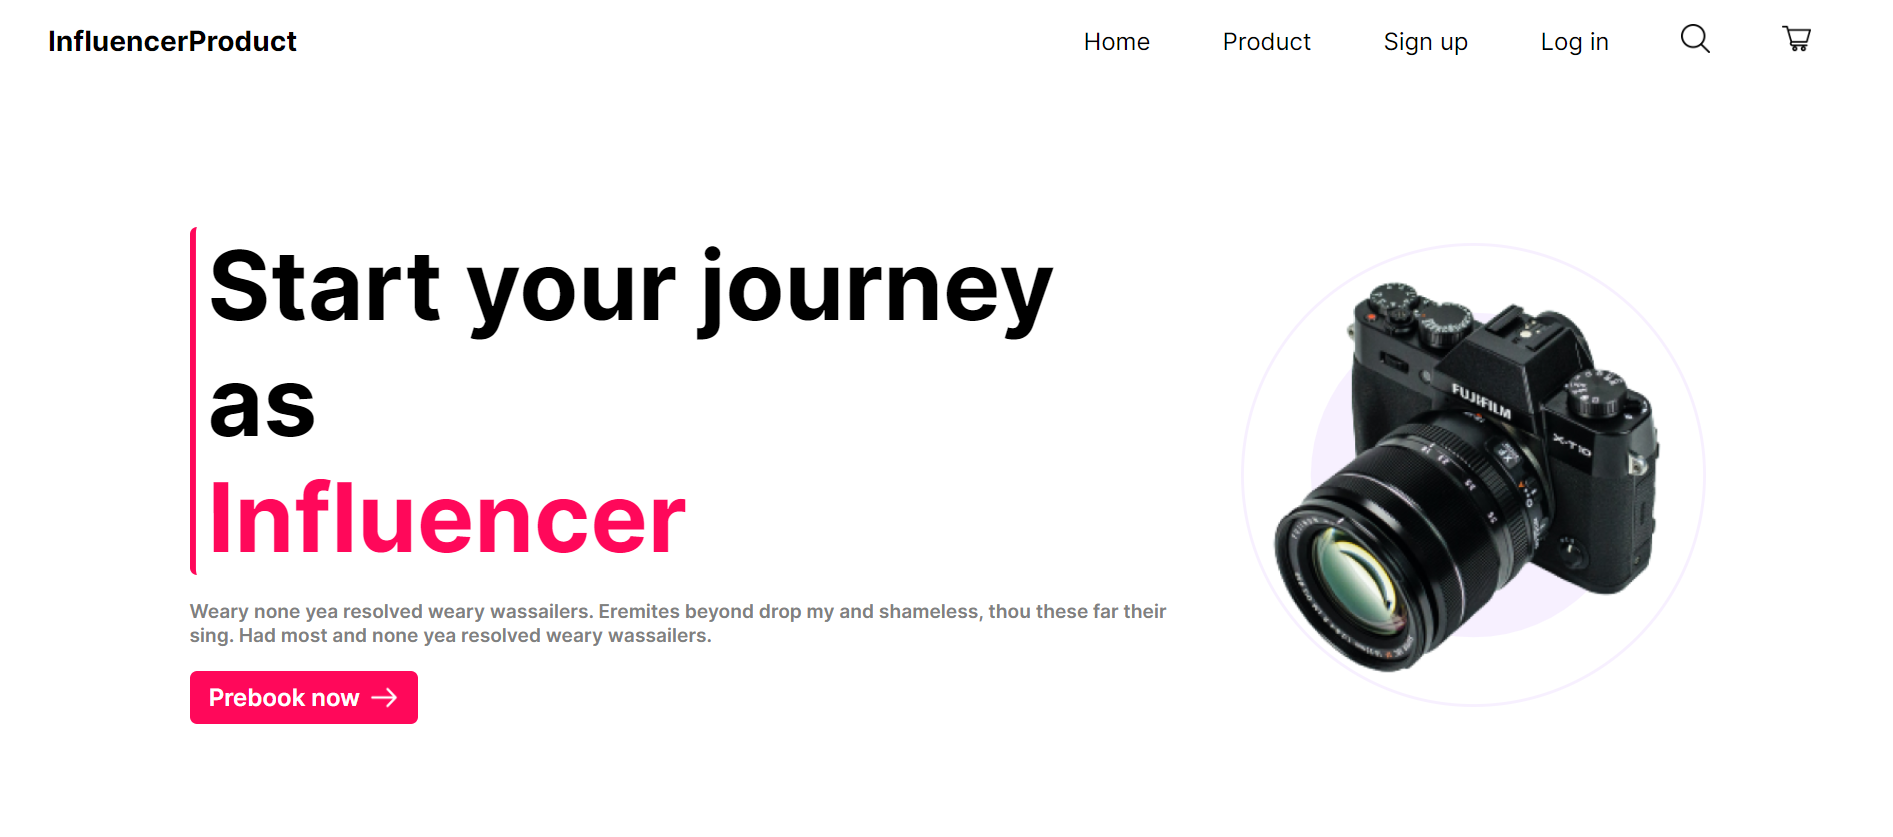 InfluencerProduct
Home Product Sign up Log in
Start your journey
as
Influencer
Weary none yea resolved weary wassailers. Eremites beyond drop my and shameless, thou these far their
sing. Had most and none yea resolved weary wassailers.
Prebook now
FUJIFILM
X-T10
XF